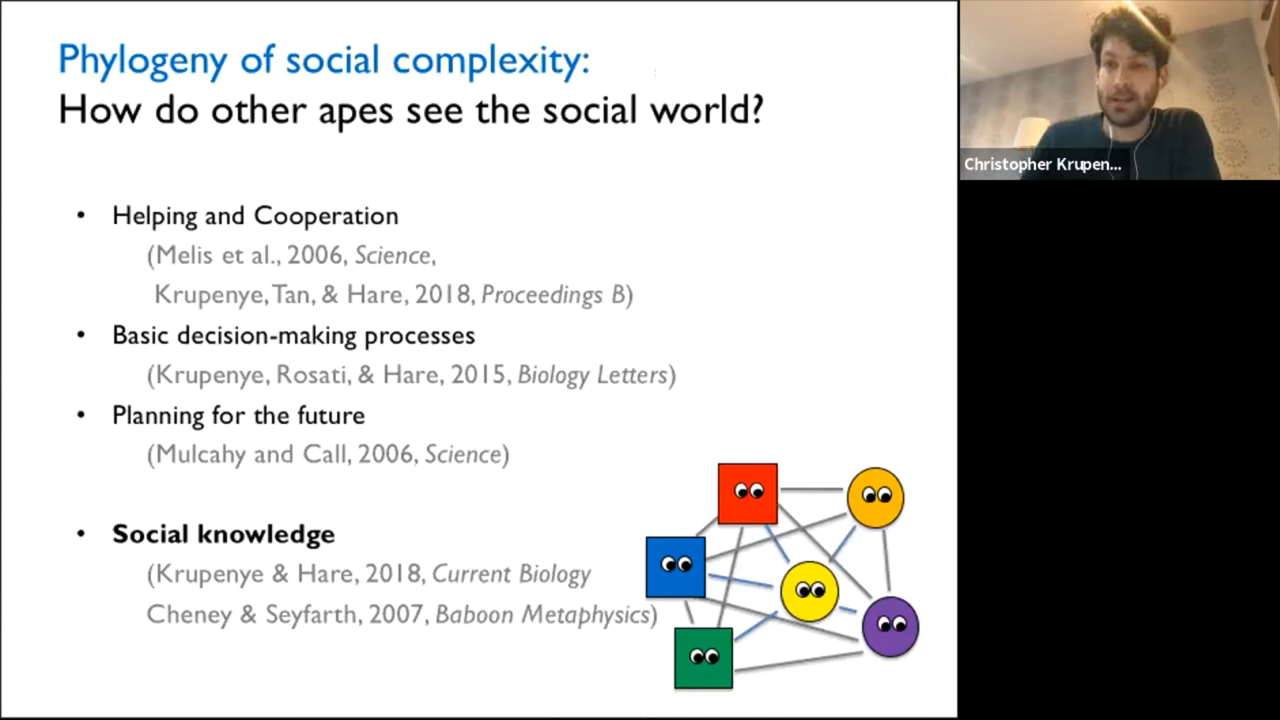 Phylogeny of social complexity:
How do other apes see the social world?
• Helping and Cooperation
(Melis et al., 2006, Science,
Krupenye, Tan, & Hare, 2018, Proceedings B)
• Basic decision-making processes
(Krupenye, Rosati, & Hare, 2015, Biology Letters)
• Planning for the future
(Mulcahy and Call, 2006, Science)
• Social knowledge
(Krupenye & Hare, 2018, Current Biology
Cheney & Seyfarth, 2007, Baboon Metaphysics)
Christopher Krupen...